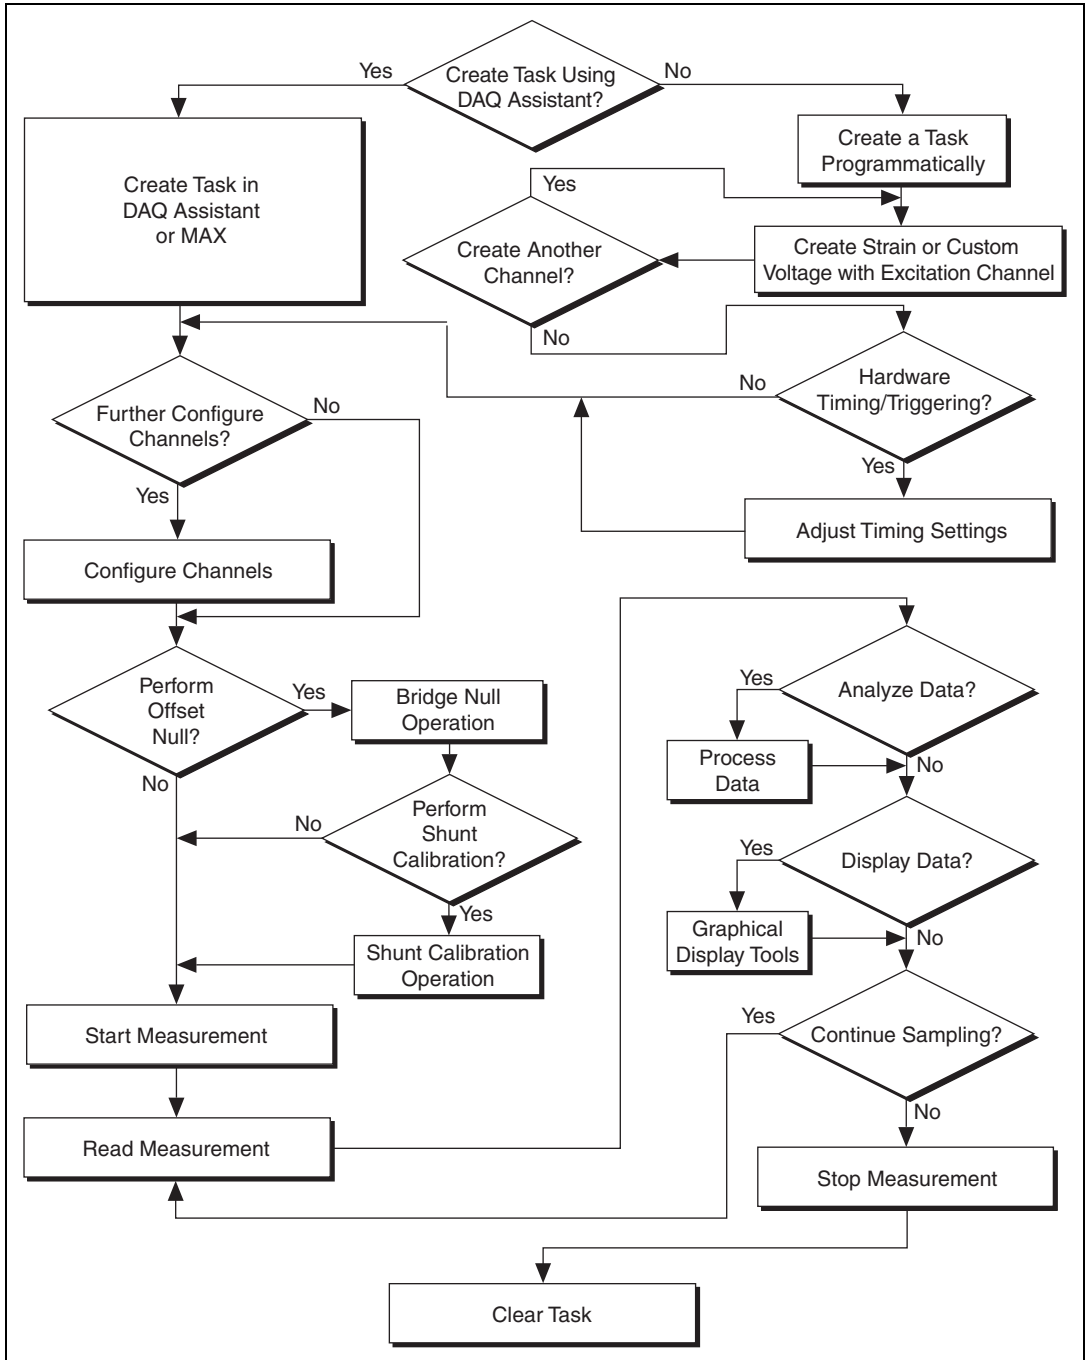 Create Task Using
DAQ Assistant?
Yes
No
Create Task in
DAQ Assistant
or MAX
Create a Task
Programmatically
Yes
Create Another
Channel?
Create Strain or Custom
Voltage with Excitation Channel
No
Hardware
Timing/Triggering?
No
Yes
Adjust Timing Settings
Further Configure
Channels?
No
Yes
Configure Channels
Perform
Offset
Null?
Yes
No
Bridge Null
Operation
Perform
Shunt
Calibration?
No
Yes
Shunt Calibration
Operation
Start Measurement
Read Measurement
Analyze Data?
Yes
Process
Data
No
Display Data?
Yes
Graphical
Display Tools
No
Continue Sampling?
Yes
No
Stop Measurement
Clear Task